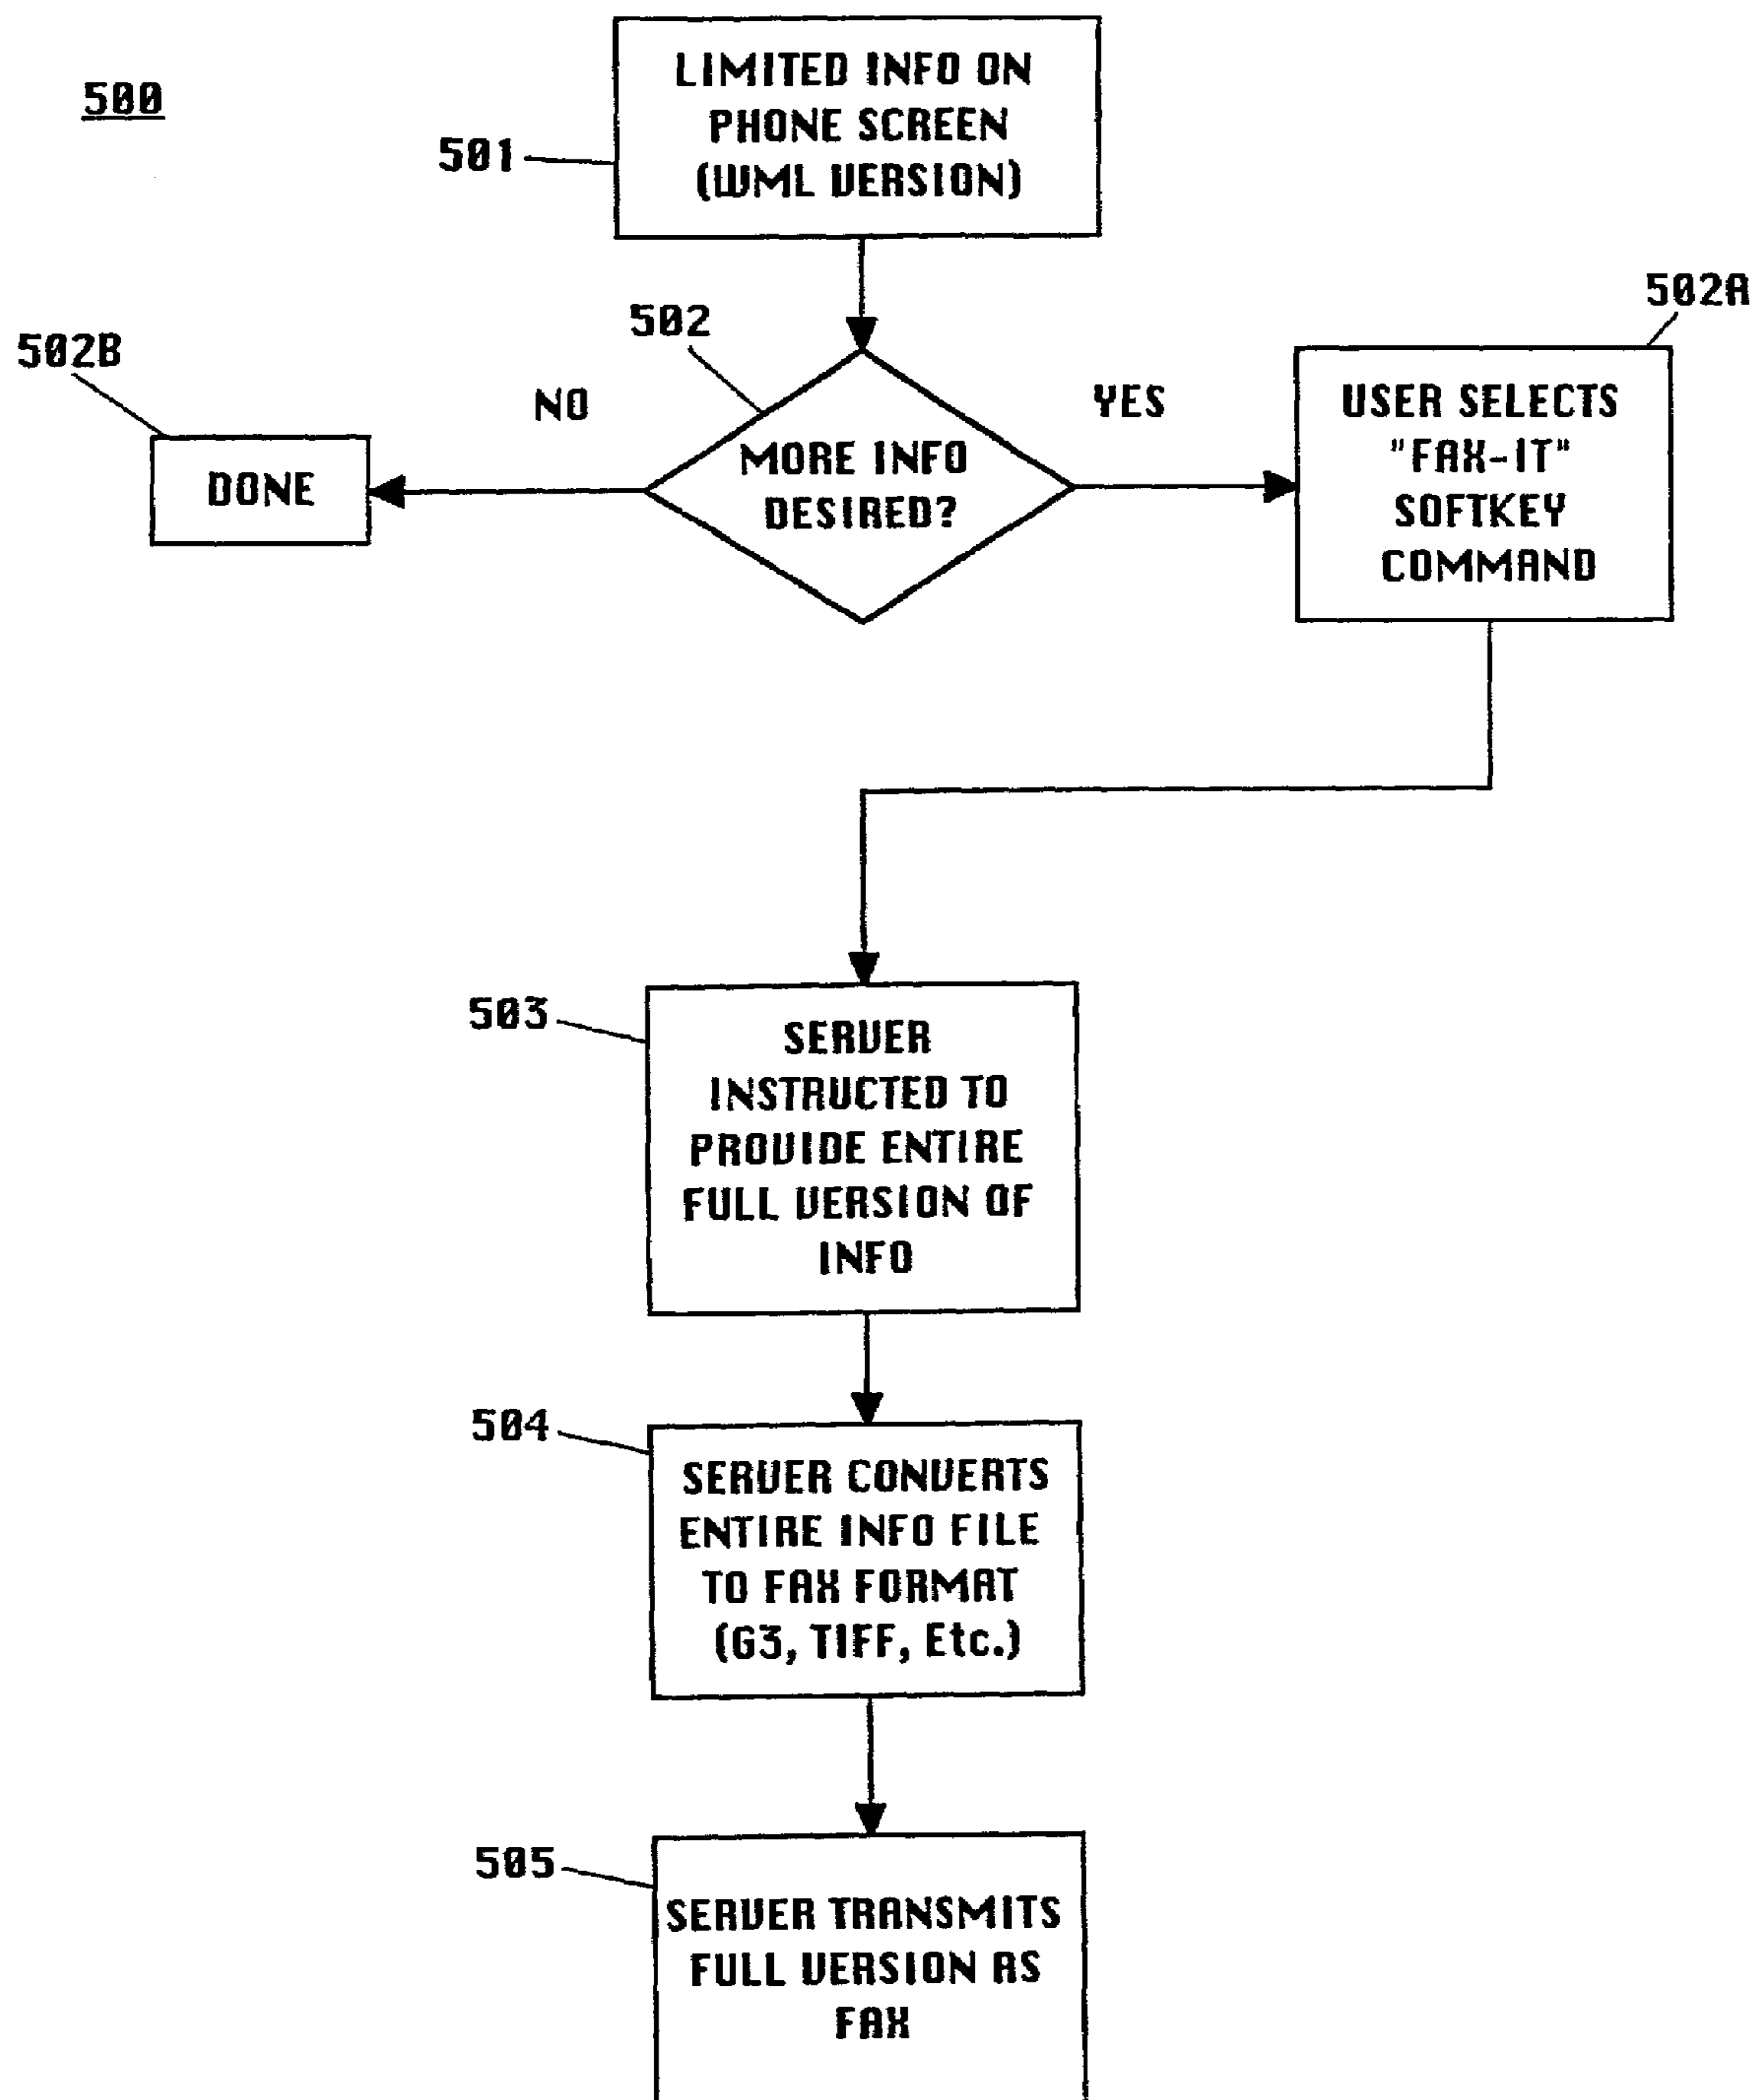 500
LIMITED INFO ON
PHONE SCREEN
(WML VERSION)
501
502
502A
502B
NO
YES
DONE
MORE INFO
DESIRED?
USER SELECTS
"FAX-IT"
SOFTKEY
COMMAND
503
SERVER
INSTRUCTED TO
PROVIDE ENTIRE
FULL VERSION OF
INFO
504
SERVER CONVERTS
ENTIRE INFO FILE
TO FAX FORMAT
(G3, TIFF, Etc.)
505
SERVER TRANSMITS
FULL VERSION AS
FAX